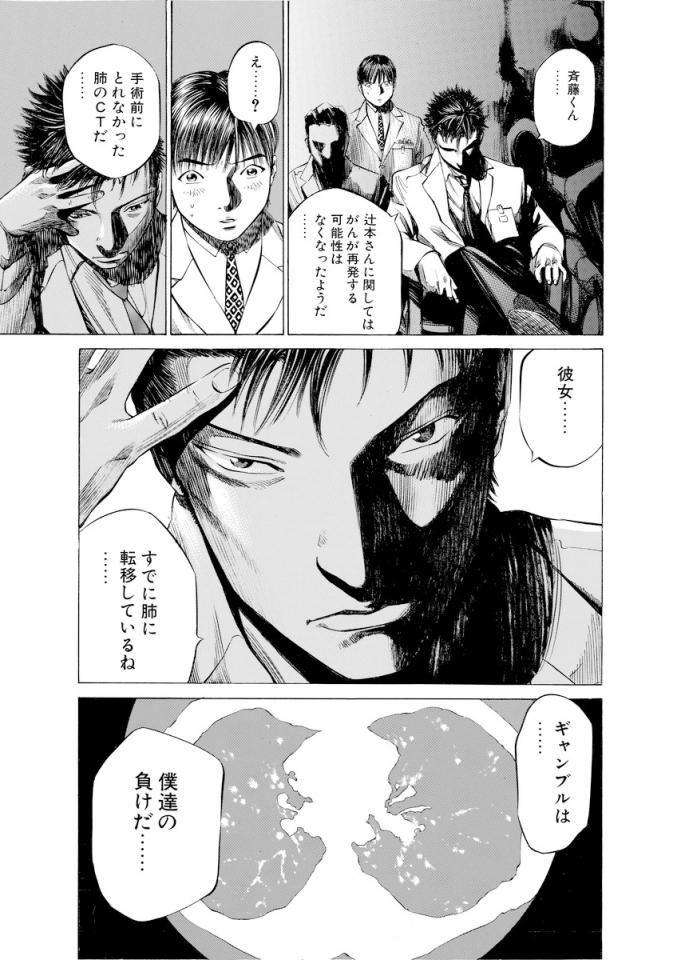 斉藤くん
……
辻本さんに関しては
がんが再発する
可能性は
なくなったようだ
……
え……?
手術前に
とれなかった
肺のCTだ
……
彼女
……
すでに肺に
転移しているね
……
ギャンブルは
……
僕達の
負けだ……